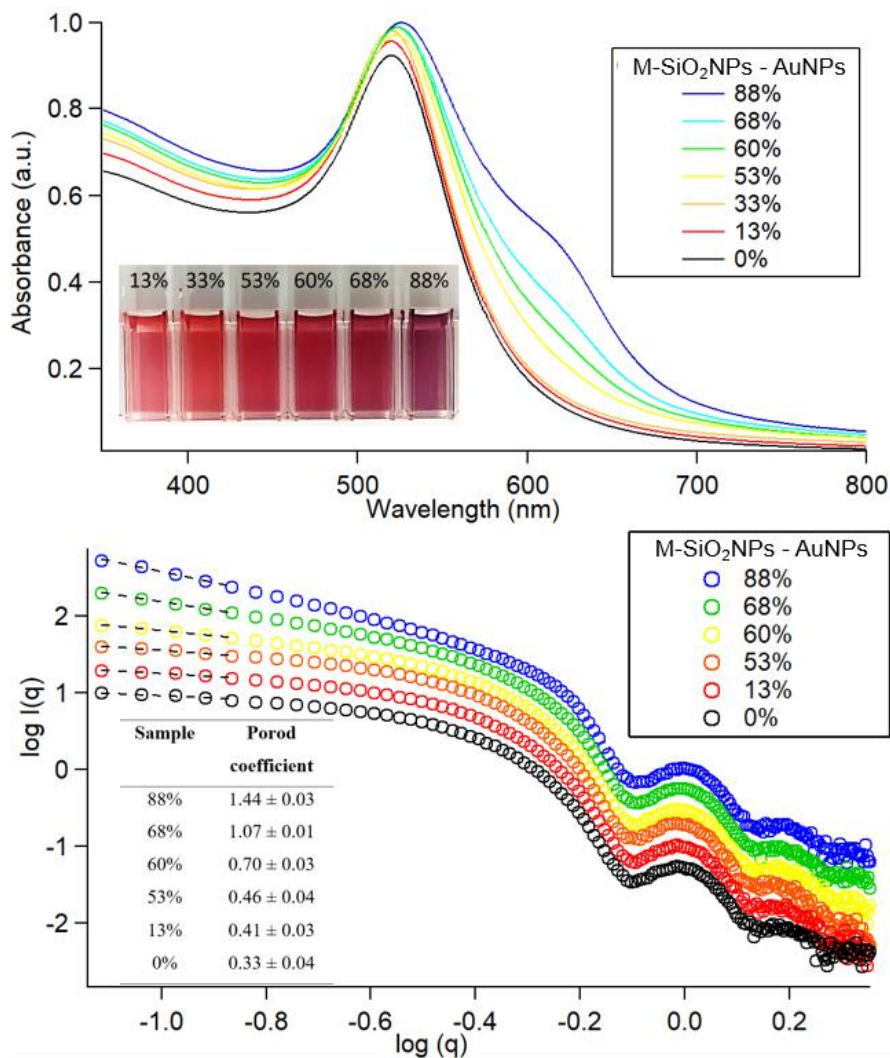 1.0
0.8
0.6
0.4
0.2
Absorbance (a.u.)
M-SiO₂NPs - AuNPs
88%
68%
60%
53%
33%
13%
0%
13% 33% 53% 60% 68% 88%
400 500 600 700 800
Wavelength (nm)
M-SiO₂NPs - AuNPs
88%
68%
60%
53%
13%
0%
2
1
0
-1
-2
log I(q)
Sample Porod
coefficient
88% 1.44 ± 0.03
68% 1.07 ± 0.01
60% 0.70 ± 0.03
53% 0.46 ± 0.04
13% 0.41 ± 0.03
0% 0.33 ± 0.04
-1.0 -0.8 -0.6 -0.4 -0.2 0.0 0.2
log (q)